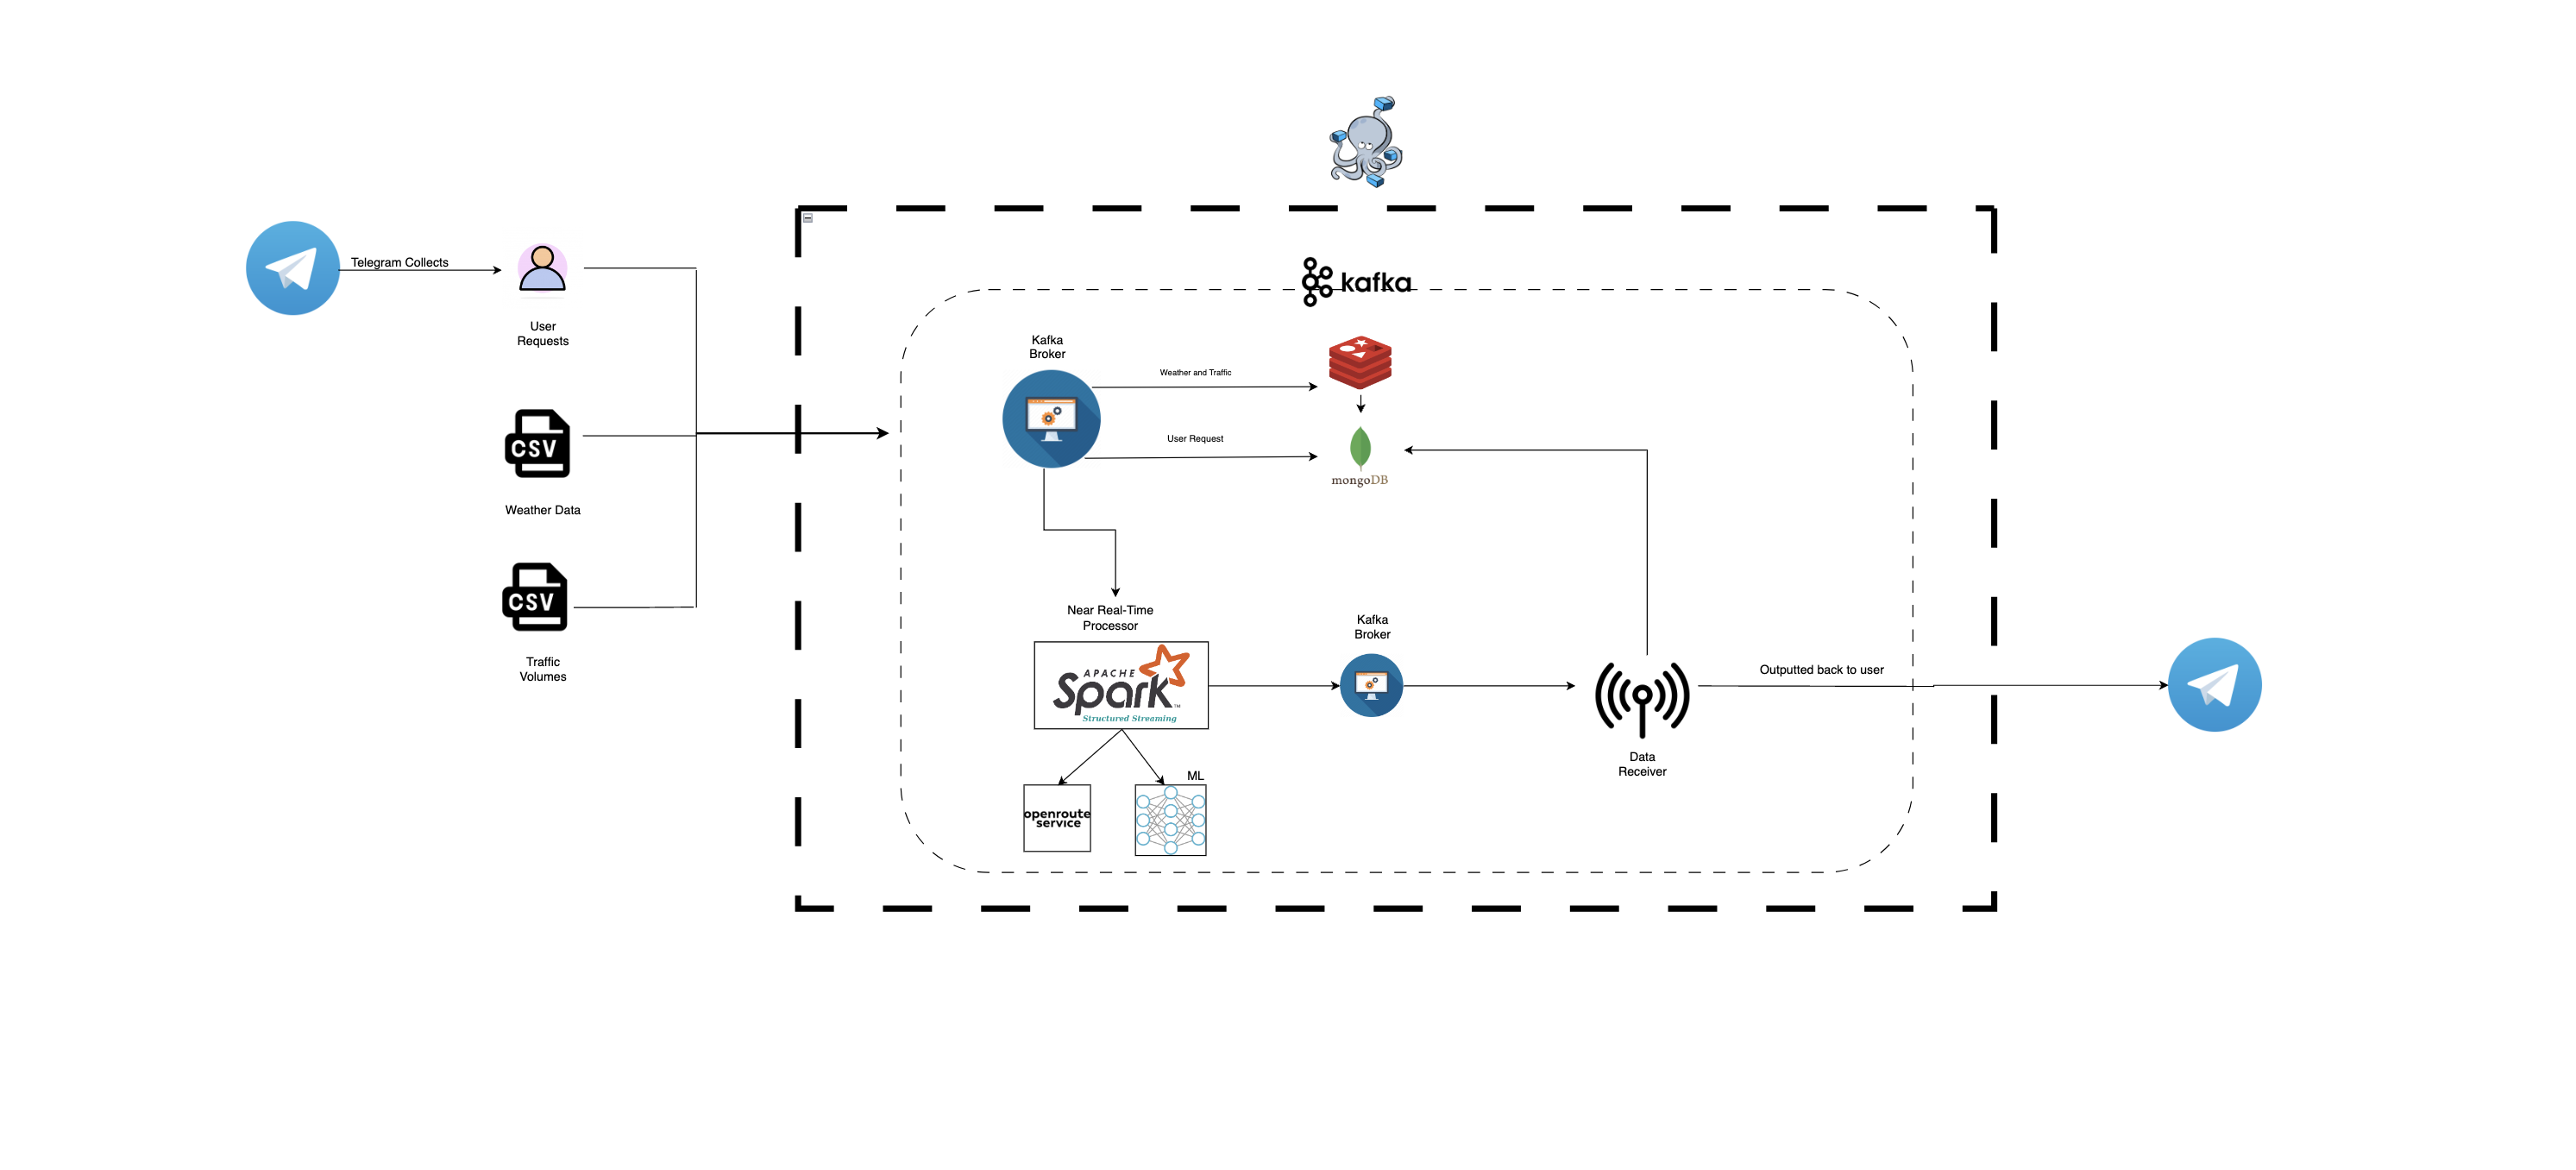 Telegram Collects
User
Requests
CSV
Weather Data
CSV
Traffic
Volumes
kafka
Kafka
Broker
Weather and Traffic
User Request
mongoDB
Near Real-Time
Processor
APACHE
Spark™
Structured Streaming
Kafka
Broker
Data
Receiver
Outputted back to user
openroute
service
ML